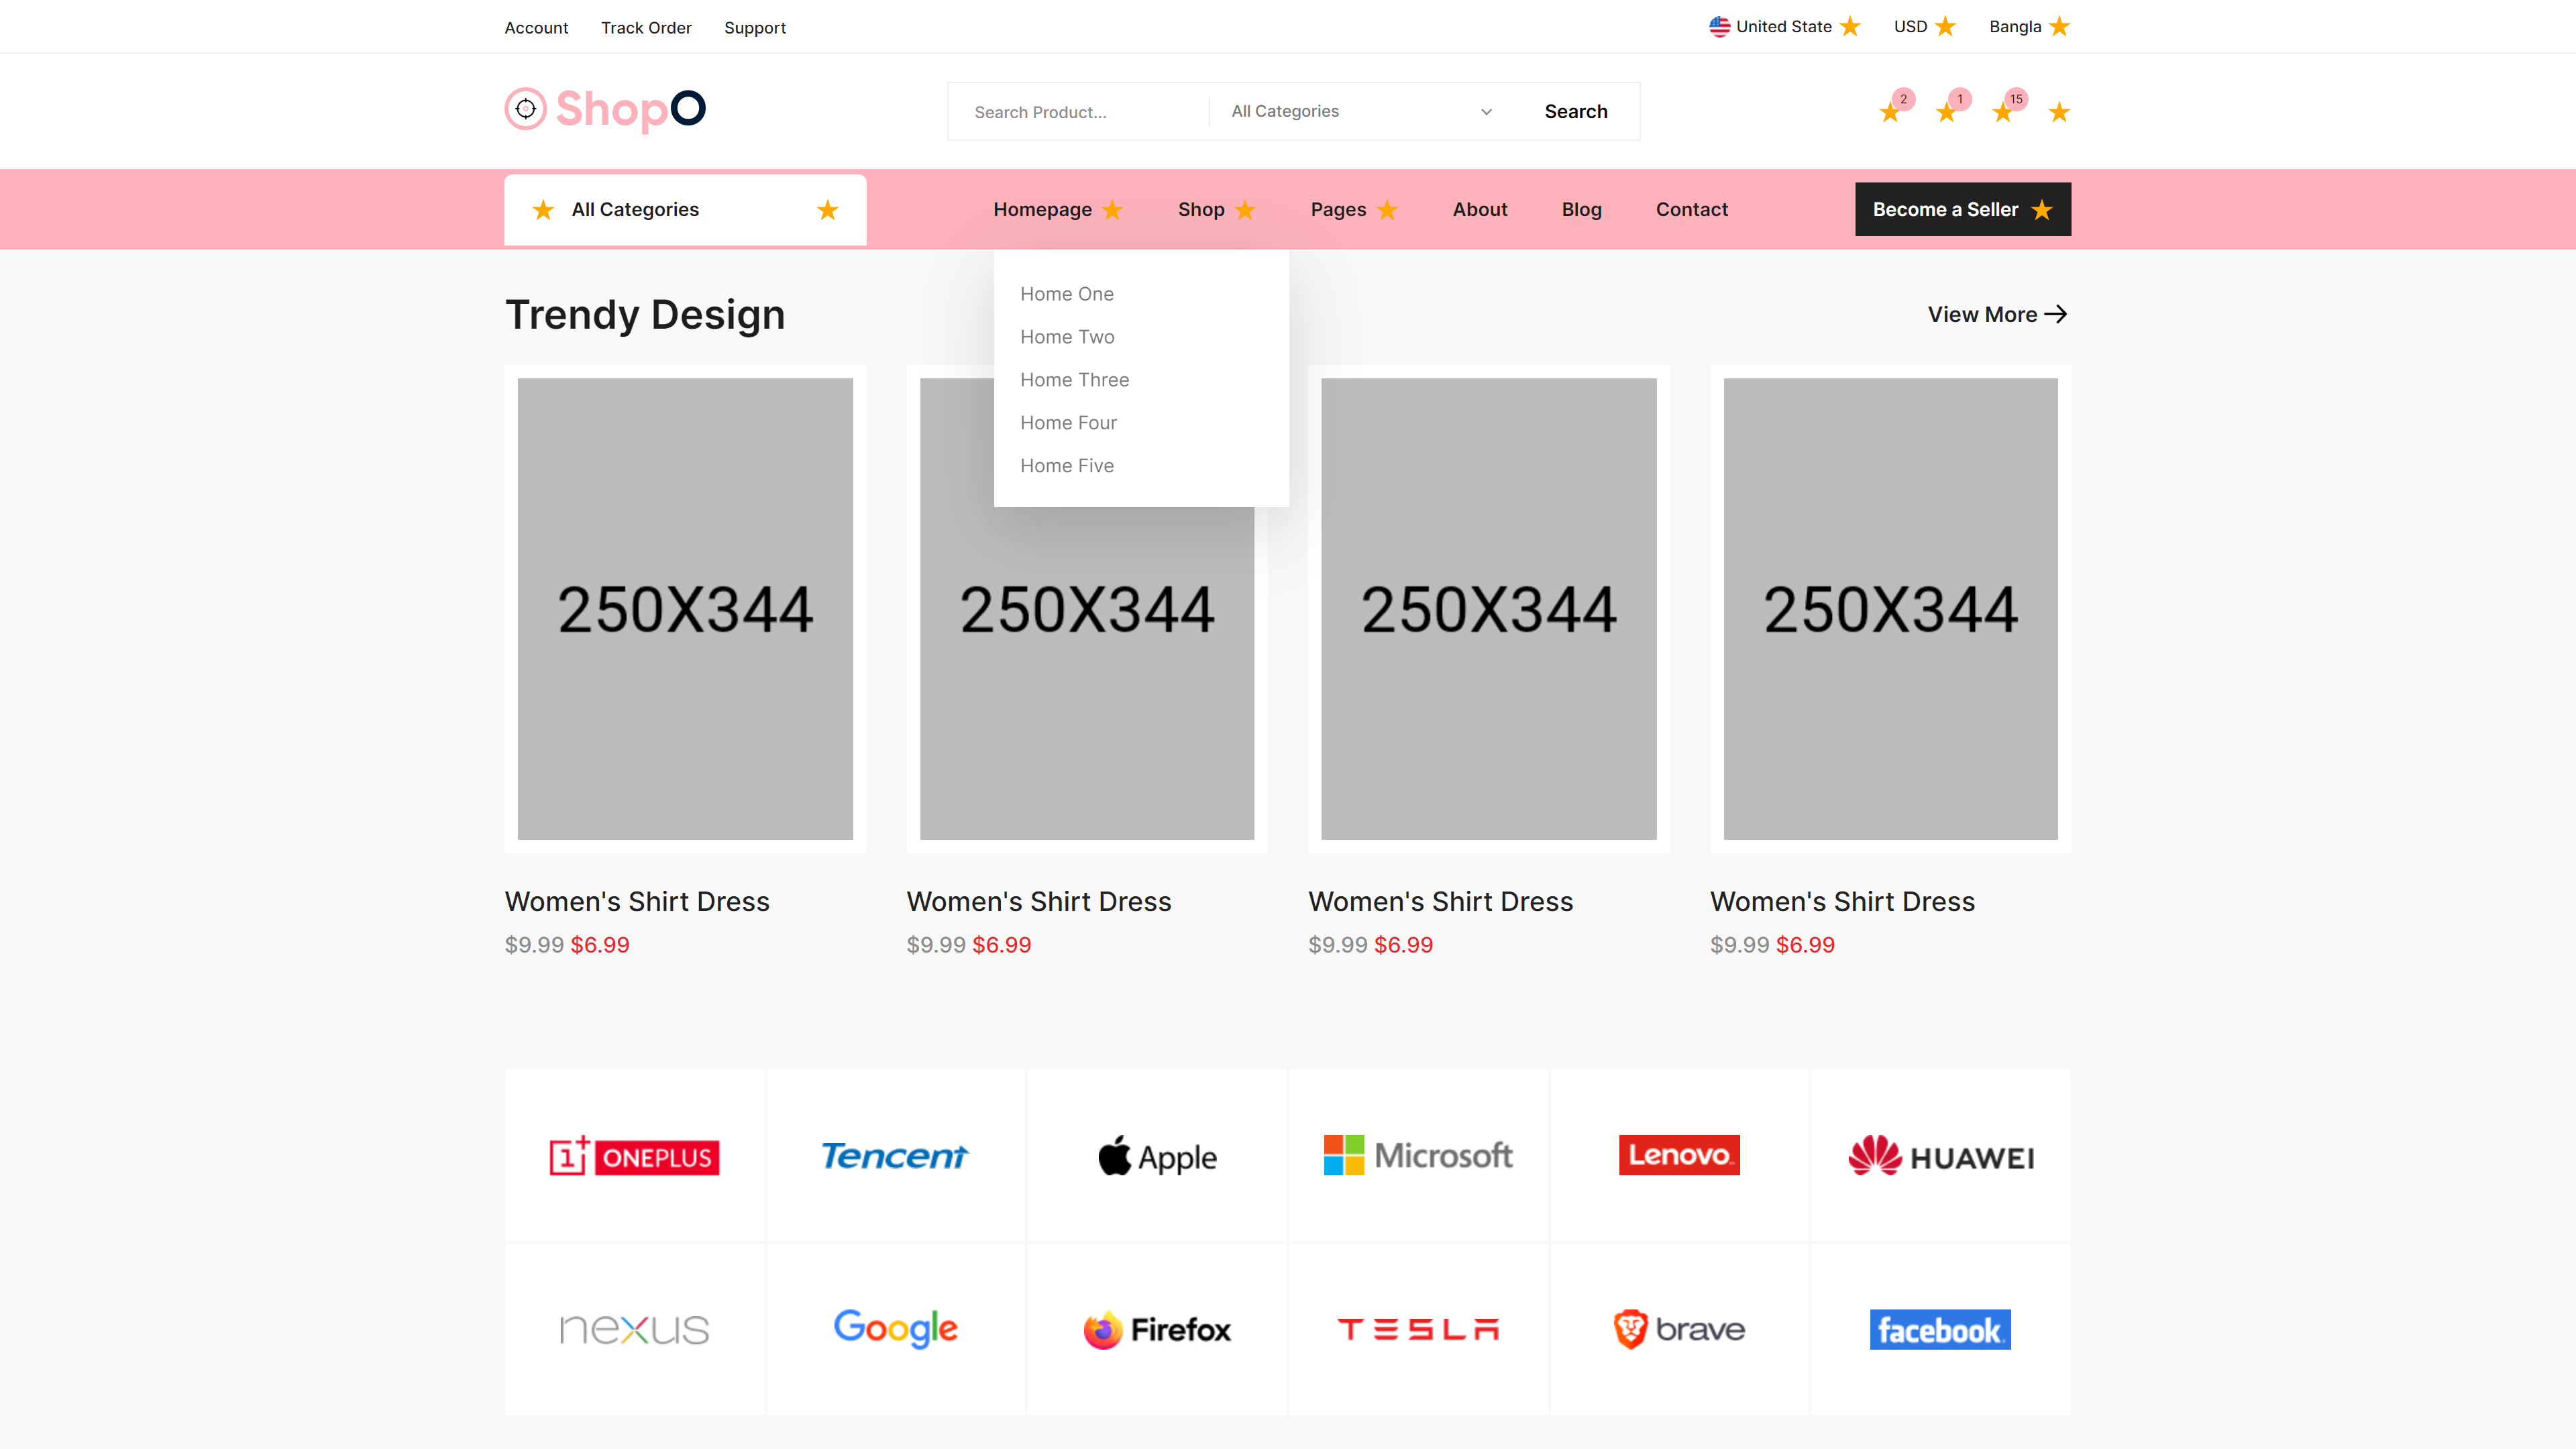 Account Track Order Support United State USD Bangla
ShopO Search Product... All Categories Search 2 1 15
All Categories Homepage Shop Pages About Blog Contact Become a Seller
Home One
Trendy Design View More
Home Two
Home Three
Home Four
Home Five
250X344 250X344 250X344 250X344
Women's Shirt Dress Women's Shirt Dress Women's Shirt Dress Women's Shirt Dress
$9.99 $6.99 $9.99 $6.99 $9.99 $6.99 $9.99 $6.99
1+ ONEPLUS Tencent Apple Microsoft Lenovo HUAWEI
nexus Google Firefox TESLA brave facebook